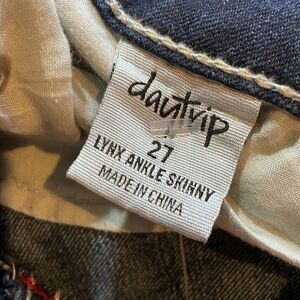 daytrip
27
LYNX ANKLE SKINNY
MADE IN CHINA